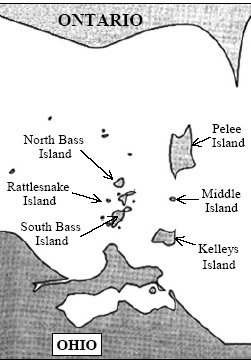 ONTARIO
Pelee
Island
North Bass
Island
Rattlesnake
Island
Middle
Island
South Bass
Island
Kelleys
Island
OHIO